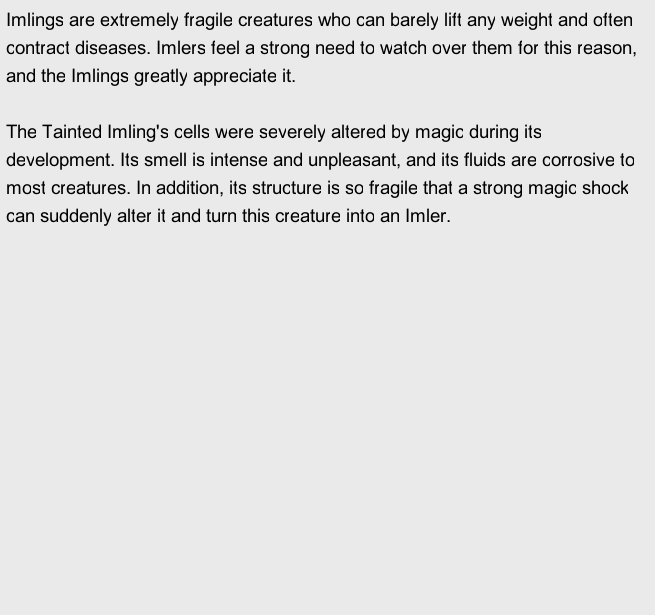 Imlings are extremely fragile creatures who can barely lift any weight and often
contract diseases. Imlers feel a strong need to watch over them for this reason,
and the Imlings greatly appreciate it.
The Tainted Imling's cells were severely altered by magic during its
development. Its smell is intense and unpleasant, and its fluids are corrosive to
most creatures. In addition, its structure is so fragile that a strong magic shock
can suddenly alter it and turn this creature into an Imler.